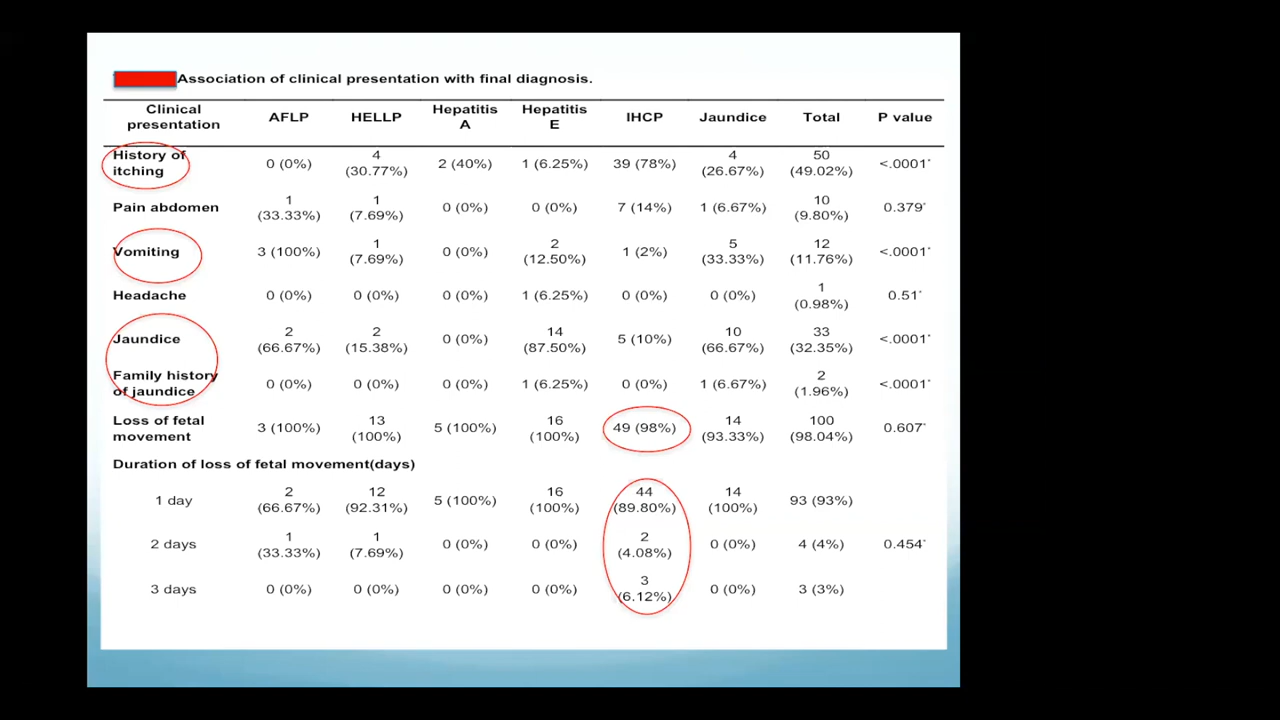 Association of clinical presentation with final diagnosis.
Clinical presentation AFLP HELLP Hepatitis A Hepatitis E IHCP Jaundice Total P value
History of itching 0 (0%) 4 (30.77%) 2 (40%) 1 (6.25%) 39 (78%) 4 (26.67%) 50 (49.02%) <.0001*
Pain abdomen 1 (33.33%) 1 (7.69%) 0 (0%) 0 (0%) 7 (14%) 1 (6.67%) 10 (9.80%) 0.379*
Vomiting 3 (100%) 1 (7.69%) 0 (0%) 2 (12.50%) 1 (2%) 5 (33.33%) 12 (11.76%) <.0001*
Headache 0 (0%) 0 (0%) 0 (0%) 1 (6.25%) 0 (0%) 0 (0%) 1 (0.98%) 0.51*
Jaundice 2 (66.67%) 2 (15.38%) 0 (0%) 14 (87.50%) 5 (10%) 10 (66.67%) 33 (32.35%) <.0001*
Family history of jaundice 0 (0%) 0 (0%) 0 (0%) 1 (6.25%) 0 (0%) 1 (6.67%) 2 (1.96%) <.0001*
Loss of fetal movement 3 (100%) 13 (100%) 5 (100%) 16 (100%) 49 (98%) 14 (93.33%) 100 (98.04%) 0.607*
Duration of loss of fetal movement(days)
1 day 2 (66.67%) 12 (92.31%) 5 (100%) 16 (100%) 44 (89.80%) 14 (100%) 93 (93%)
2 days 1 (33.33%) 1 (7.69%) 0 (0%) 0 (0%) 2 (4.08%) 0 (0%) 4 (4%) 0.454*
3 days 0 (0%) 0 (0%) 0 (0%) 0 (0%) 3 (6.12%) 0 (0%) 3 (3%)